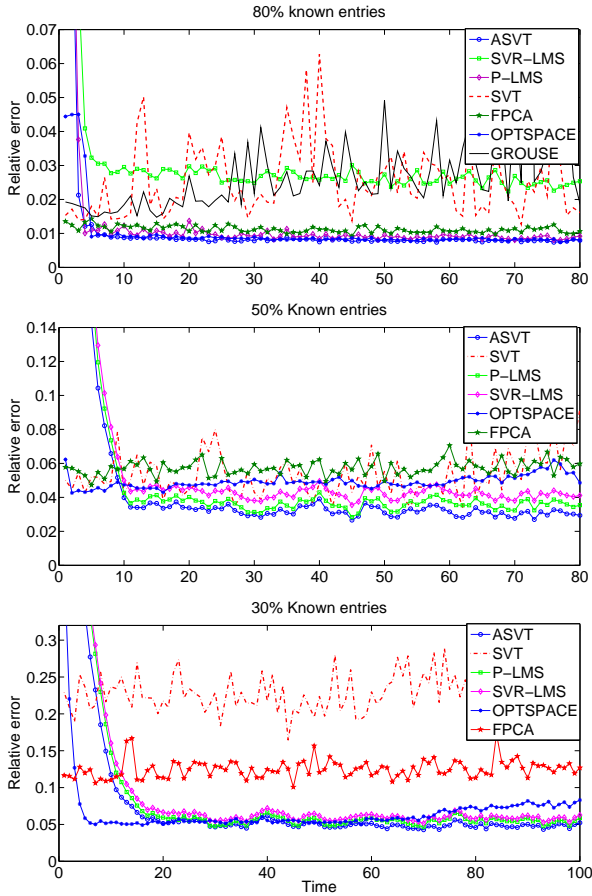 80% known entries
0.07
0.06
0.05
0.04
0.03
0.02
0.01
0
Relative error
0 10 20 30 40 50 60 70 80
ASVT
SVR−LMS
P−LMS
SVT
FPCA
OPTSPACE
GROUSE
50% Known entries
0.14
0.12
0.1
0.08
0.06
0.04
0.02
0
Relative error
0 10 20 30 40 50 60 70 80
ASVT
SVT
P−LMS
SVR−LMS
OPTSPACE
FPCA
30% Known entries
0.3
0.25
0.2
0.15
0.1
0.05
0
Relative error
0 20 40 60 80 100
Time
ASVT
SVT
P−LMS
SVR−LMS
OPTSPACE
FPCA